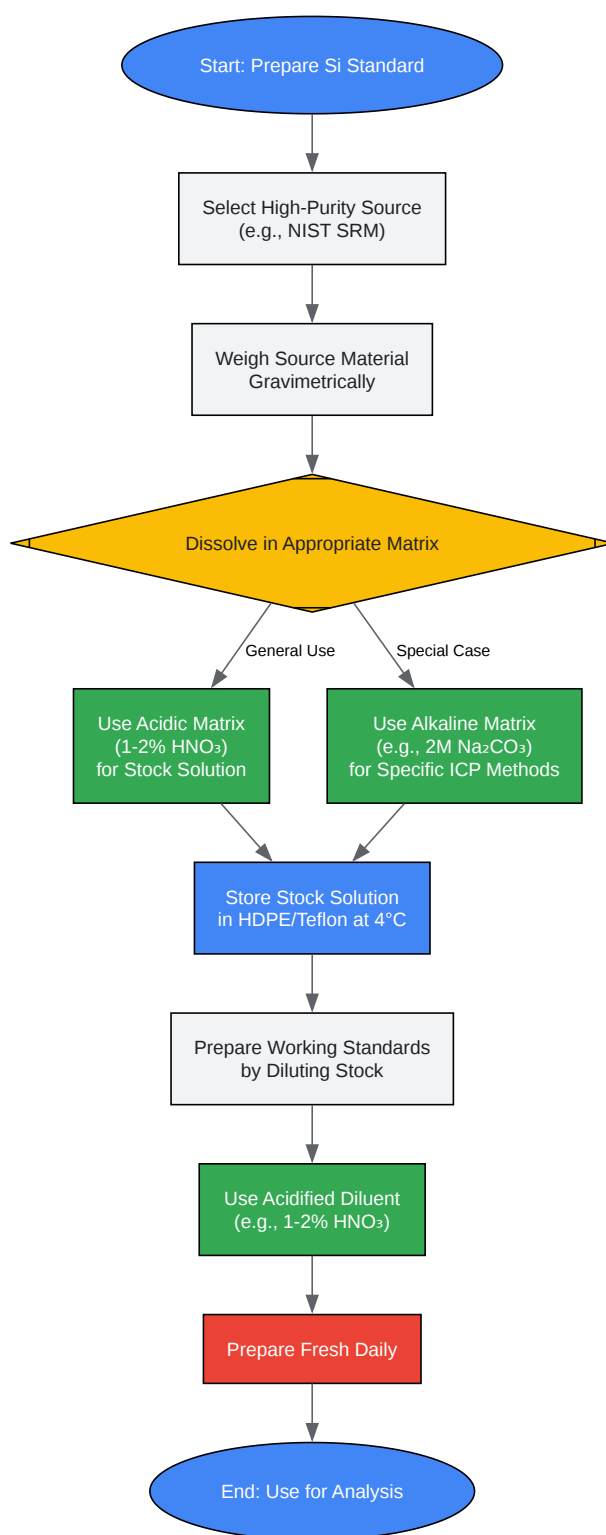 Start: Prepare Si Standard
Select High-Purity Source
(e.g., NIST SRM)
Weigh Source Material
Gravimetrically
Dissolve in Appropriate Matrix
General Use
Special Case
Use Acidic Matrix
(1-2% HNO₃)
for Stock Solution
Use Alkaline Matrix
(e.g., 2M Na₂CO₃)
for Specific ICP Methods
Store Stock Solution
in HDPE/Teflon at 4°C
Prepare Working Standards
by Diluting Stock
Use Acidified Diluent
(e.g., 1-2% HNO₃)
Prepare Fresh Daily
End: Use for Analysis